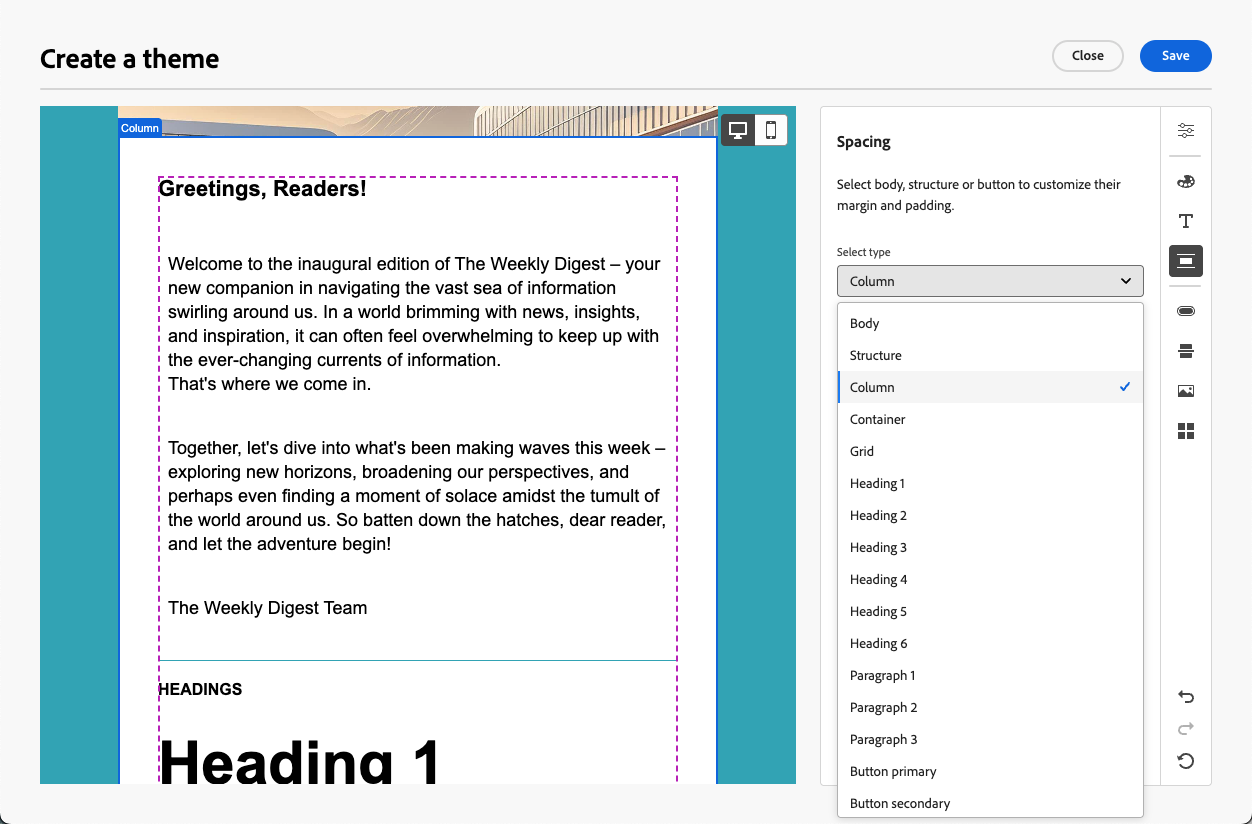 Create a theme
Close
Save
Column
Greetings, Readers!
Welcome to the inaugural edition of The Weekly Digest – your
new companion in navigating the vast sea of information
swirling around us. In a world brimming with news, insights,
and inspiration, it can often feel overwhelming to keep up with
the ever-changing currents of information.
That's where we come in.
Together, let's dive into what's been making waves this week –
exploring new horizons, broadening our perspectives, and
perhaps even finding a moment of solace amidst the tumult of
the world around us. So batten down the hatches, dear reader,
and let the adventure begin!
The Weekly Digest Team
HEADINGS
Heading 1
Spacing
Select body, structure or button to customize their
margin and padding.
Select type
Column
Body
Structure
Column
Container
Grid
Heading 1
Heading 2
Heading 3
Heading 4
Heading 5
Heading 6
Paragraph 1
Paragraph 2
Paragraph 3
Button primary
Button secondary